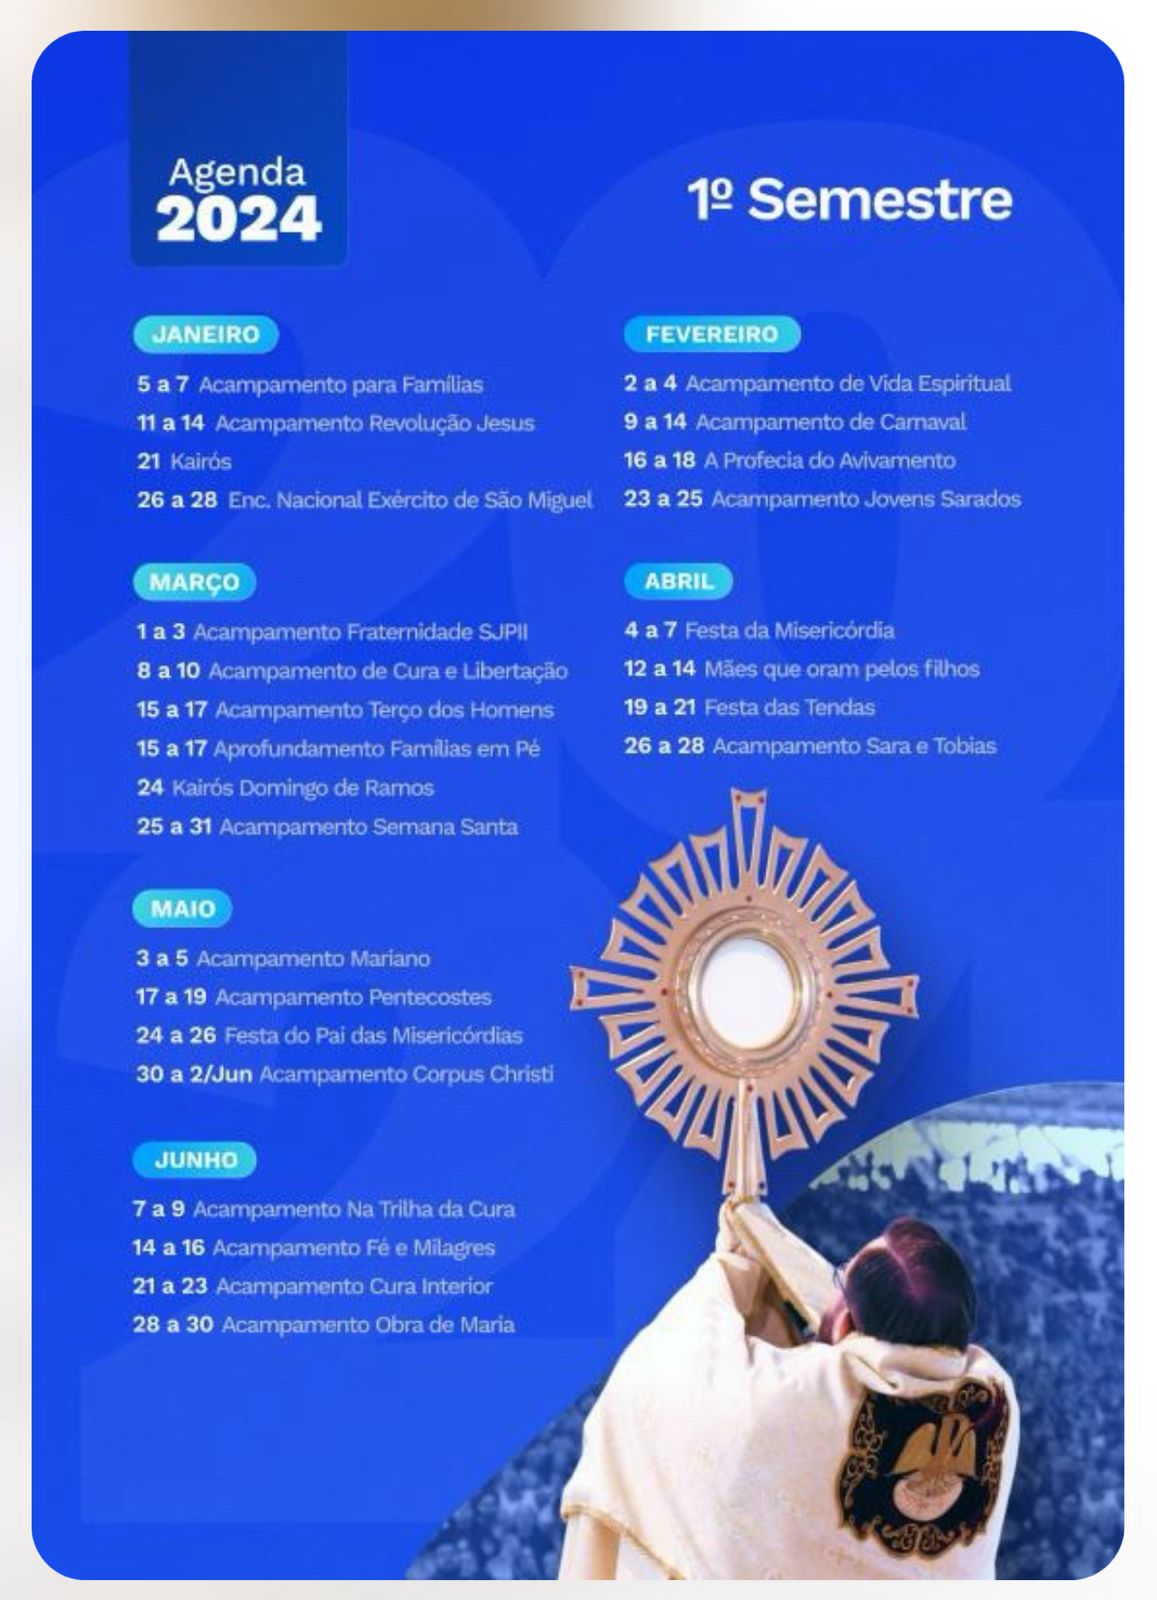 Agenda
2024
1º Semestre
JANEIRO
5 a 7 Acampamento para Famílias
11 a 14 Acampamento Revolução Jesus
21 Kairós
26 a 28 Enc. Nacional Exército de São Miguel
FEVEREIRO
2 a 4 Acampamento de Vida Espiritual
9 a 14 Acampamento de Carnaval
16 a 18 A Profecia do Avivamento
23 a 25 Acampamento Jovens Sarados
MARÇO
1 a 3 Acampamento Fraternidade SJPII
8 a 10 Acampamento de Cura e Libertação
15 a 17 Acampamento Terço dos Homens
15 a 17 Aprofundamento Famílias em Pé
24 Kairós Domingo de Ramos
25 a 31 Acampamento Semana Santa
ABRIL
4 a 7 Festa da Misericórdia
12 a 14 Mães que oram pelos filhos
19 a 21 Festa das Tendas
26 a 28 Acampamento Sara e Tobias
MAIO
3 a 5 Acampamento Mariano
17 a 19 Acampamento Pentecostes
24 a 26 Festa do Pai das Misericórdias
30 a 2/Jun Acampamento Corpus Christi
JUNHO
7 a 9 Acampamento Na Trilha da Cura
14 a 16 Acampamento Fé e Milagres
21 a 23 Acampamento Cura Interior
28 a 30 Acampamento Obra de Maria